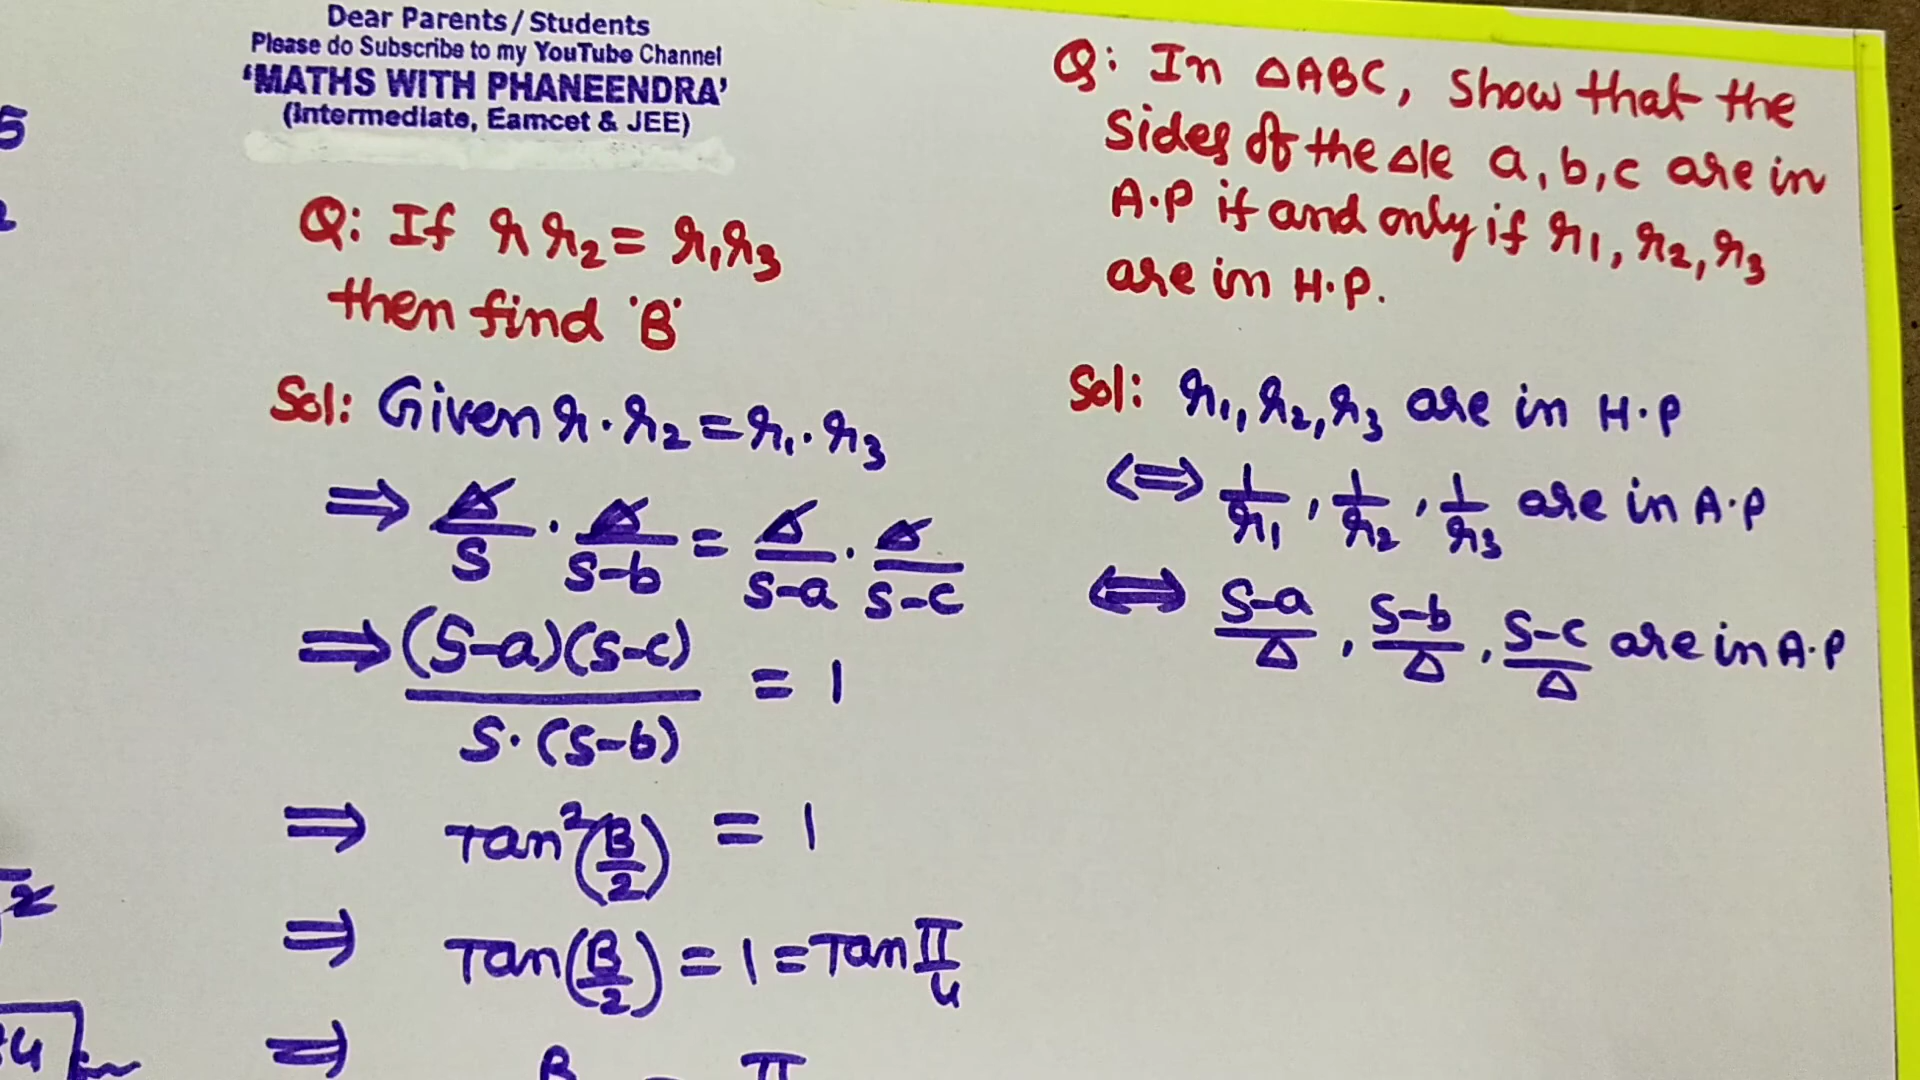 Dear Parents / Students
Please do Subscribe to my YouTube Channel
'MATHS WITH PHANEENDRA'
(Intermediate, Eamcet & JEE)
Q: If r r₂ = r₁r₃
then find 'B'
Sol: Given r · r₂ = r₁ · r₃
⇒ Δ/S · Δ/S-b = Δ/S-a · Δ/S-c
⇒ (S-a)(S-c)/S·(S-b) = 1
⇒ Tan²(B/2) = 1
⇒ Tan(B/2) = 1 = Tan π/4
⇒ B = π
Q: In ΔABC, Show that the
Sides of the Δle a, b, c are in
A.P if and only if r₁, r₂, r₃
are in H.P.
Sol: r₁, r₂, r₃ are in H.P
⇔ 1/r₁, 1/r₂, 1/r₃ are in A.P
⇔ S-a/Δ, S-b/Δ, S-c/Δ are in A.P
5
2
4